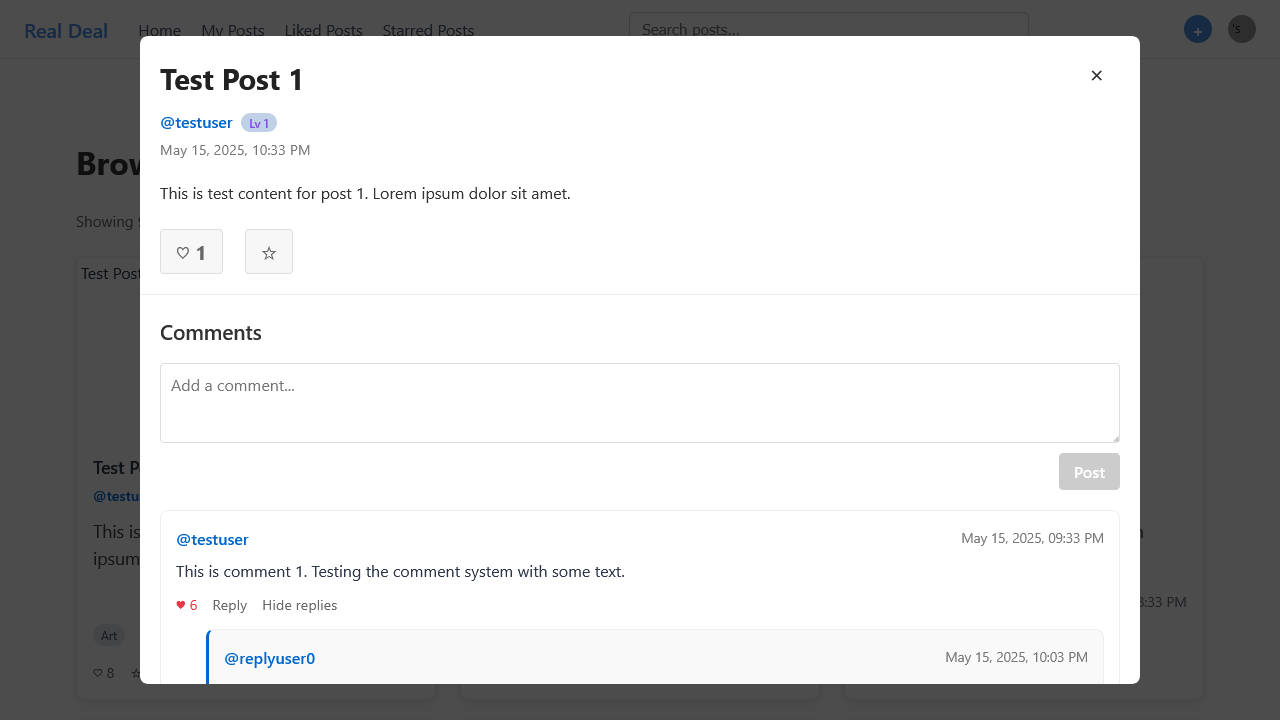 Real Deal Home My Posts Liked Posts Starred Posts Search posts... + 's
Test Post 1 ×
@testuser Lv 1
May 15, 2025, 10:33 PM
This is test content for post 1. Lorem ipsum dolor sit amet.
♡ 1 ☆
Showing
Test Post
Comments
Add a comment...
Post
Test
This is
ipsum
@testuser May 15, 2025, 09:33 PM
This is comment 1. Testing the comment system with some text.
♥ 6 Reply Hide replies
:33 PM
Art
@replyuser0 May 15, 2025, 10:03 PM
♡ 8 ☆